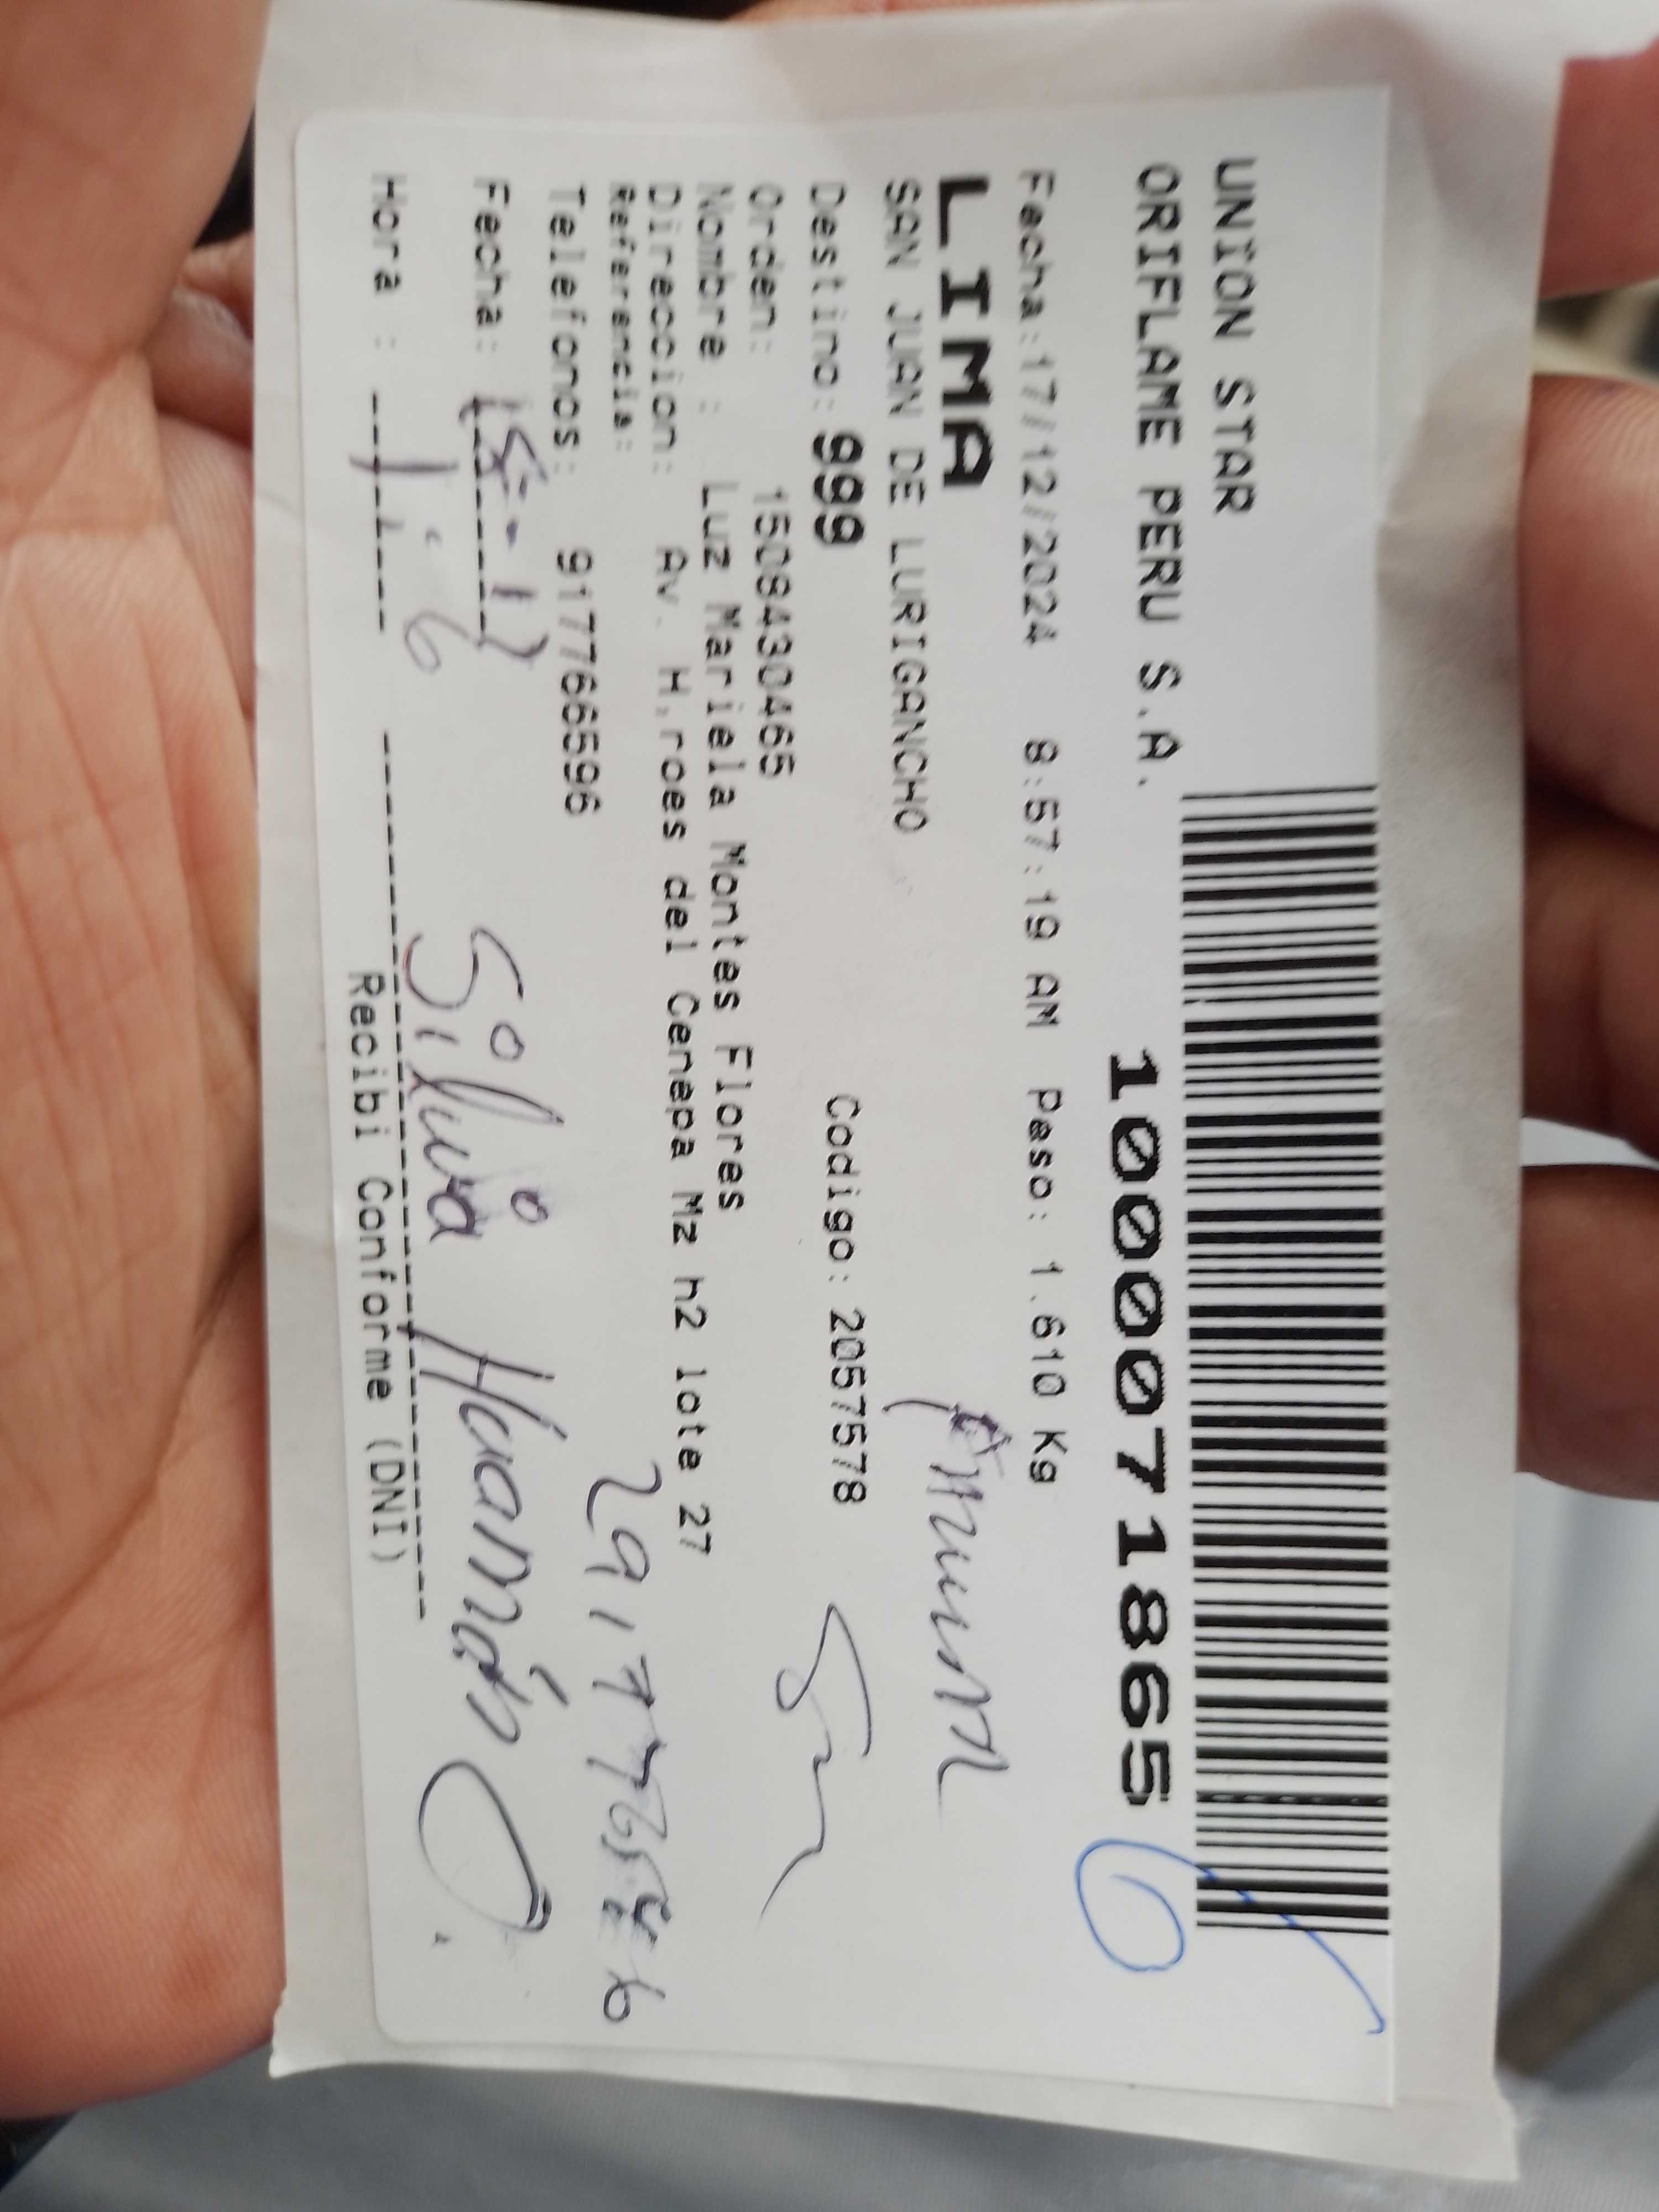 UNION STAR
ORIFLAME PERU S.A.
100071865
Fecha:17/12/2024 8:57:19 AM Peso: 1.610 Kg
LIMA
SAN JUAN DE LURIGANCHO
Destino: 999 Codigo: 2057578
Orden: 1508430465
Nombre : Luz Mariela Montes Flores
Direccion: Av. H,roes del Cenepa Mz h2 lote 27
Referencia:
Telefonos: 917766596
Fecha:
Silvia Huamán
Hora :
Recibi Conforme (DNI)